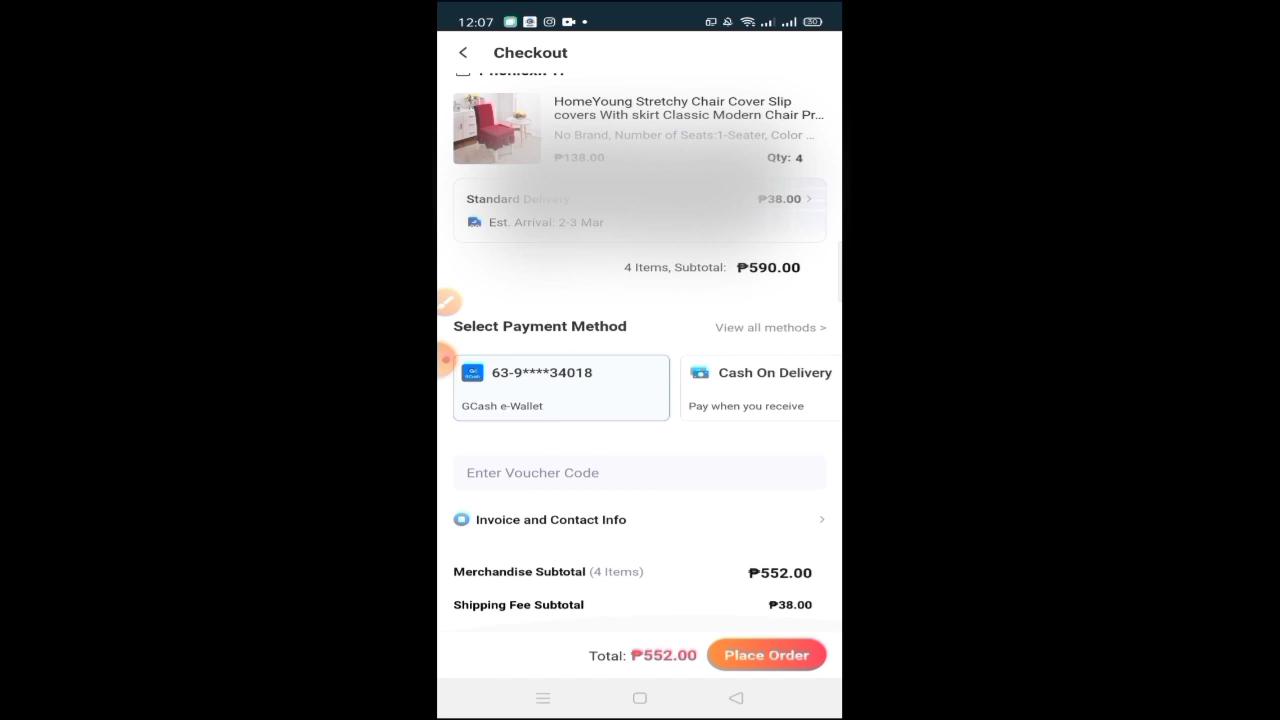 12:07
30
Checkout
HomeYoung Stretchy Chair Cover Slip
covers With skirt Classic Modern Chair Pr...
No Brand, Number of Seats:1-Seater, Color ...
₱138.00 Qty: 4
Standard Delivery ₱38.00 >
Est. Arrival: 2-3 Mar
4 Items, Subtotal: ₱590.00
Select Payment Method View all methods >
63-9****34018 Cash On Delivery
GCash e-Wallet Pay when you receive
Enter Voucher Code
Invoice and Contact Info >
Merchandise Subtotal (4 Items) ₱552.00
Shipping Fee Subtotal ₱38.00
Total: ₱552.00 Place Order